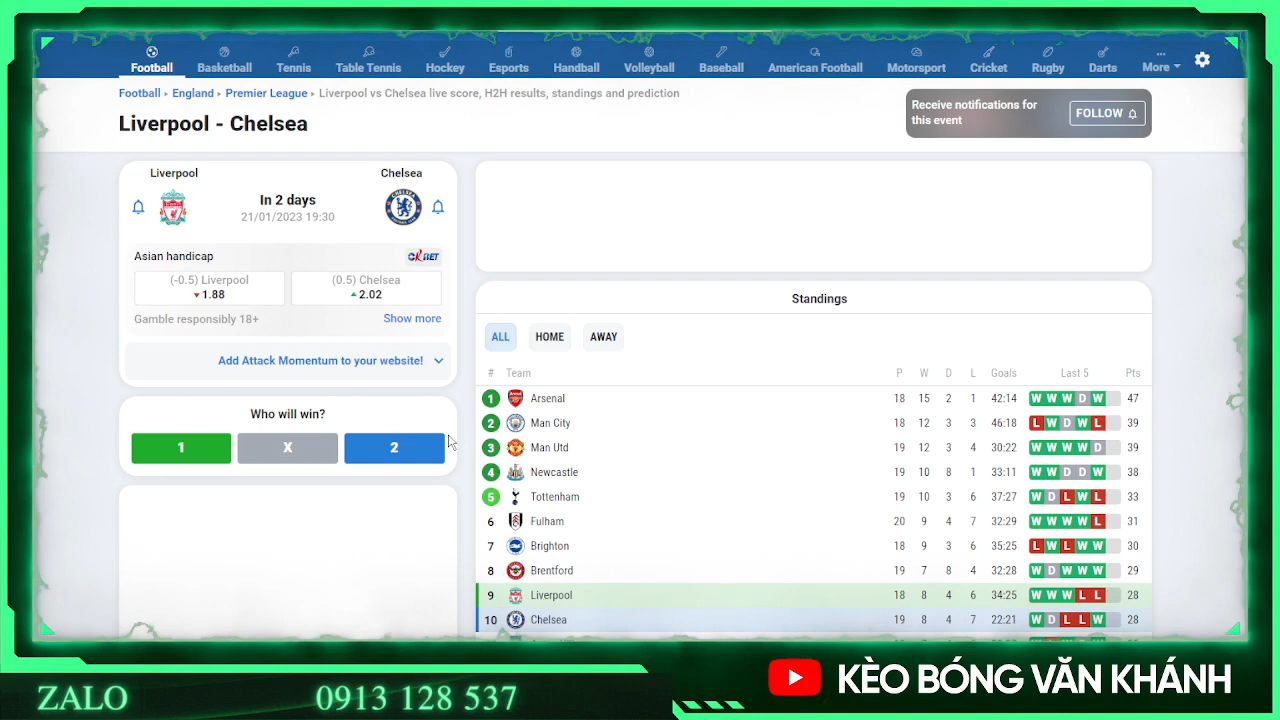 Football Basketball Tennis Table Tennis Hockey Esports Handball Volleyball Baseball American Football Motorsport Cricket Rugby Darts More
Football England Premier League Liverpool vs Chelsea live score, H2H results, standings and prediction
Liverpool - Chelsea
Receive notifications for
this event
FOLLOW
Liverpool Chelsea
In 2 days
21/01/2023 19:30
Asian handicap
(-0.5) Liverpool (0.5) Chelsea
1.88 2.02
Gamble responsibly 18+ Show more
Add Attack Momentum to your website!
Who will win?
1 X 2
Standings
ALL HOME AWAY
# Team P W D L Goals Last 5 Pts
1 Arsenal 18 15 2 1 42:14 W W W D W 47
2 Man City 18 12 3 3 46:18 L W D W L 39
3 Man Utd 19 12 3 4 30:22 W W W W D 39
4 Newcastle 19 10 8 1 33:11 W W D D W 38
5 Tottenham 19 10 3 6 37:27 W D L W L 33
6 Fulham 20 9 4 7 32:29 W W W W L 31
7 Brighton 18 9 3 6 35:25 L W L W W 30
8 Brentford 19 7 8 4 32:28 W D W W W 29
9 Liverpool 18 8 4 6 34:25 W W W L L 28
10 Chelsea 19 8 4 7 22:21 W D L L W 28
ZALO 0913 128 537
KÈO BÓNG VĂN KHÁNH